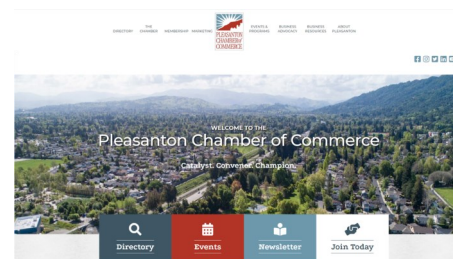 DIRECTORY
THE CHAMBER
MEMBERSHIP
MARKETING
PLEASANTON
CHAMBER OF
COMMERCE
EVENTS & PROGRAMS
BUSINESS ADVOCACY
BUSINESS RESOURCES
ABOUT PLEASANTON
WELCOME TO THE
Pleasanton Chamber of Commerce
Catalyst. Convener. Champion.
Directory
Events
Newsletter
Join Today